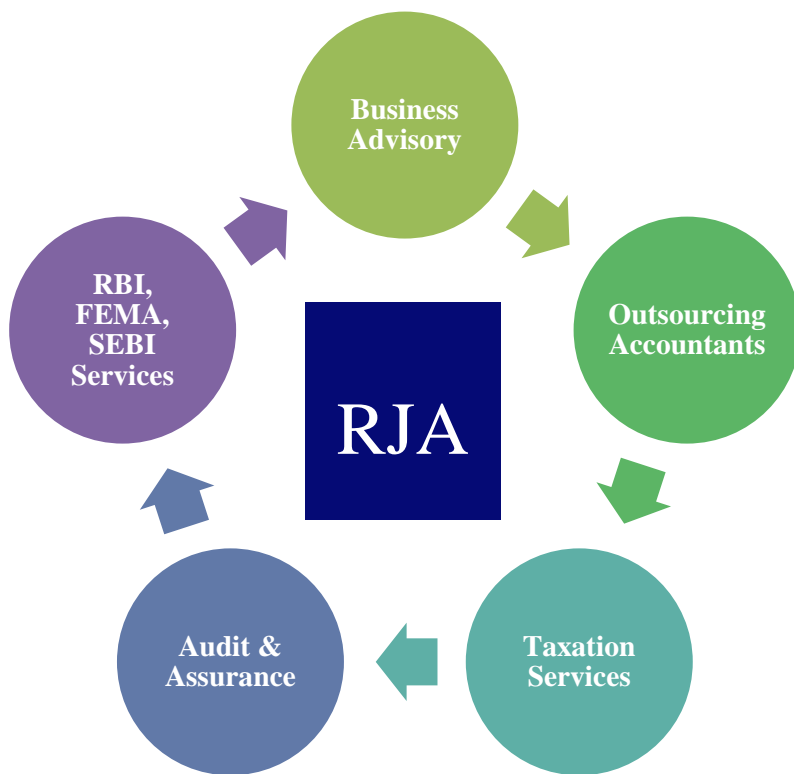 Business
Advisory
Outsourcing
Accountants
Taxation
Services
Audit &
Assurance
RBI,
FEMA,
SEBI
Services
RJA